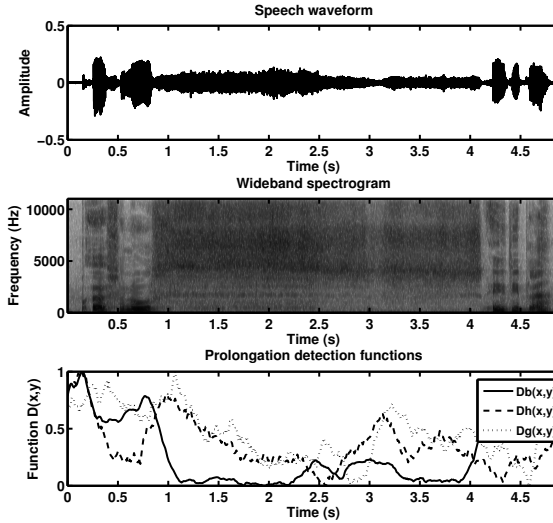 Speech waveform
Amplitude
0.5
0
−0.5
0 0.5 1 1.5 2 2.5 3 3.5 4 4.5
Time (s)
Wideband spectrogram
Frequency (Hz)
10000
5000
0
0.5 1 1.5 2 2.5 3 3.5 4 4.5
Time (s)
Prolongation detection functions
Function D(x,y)
1
0.5
0
0 0.5 1 1.5 2 2.5 3 3.5 4 4.5
Time (s)
Db(x,y)
Dh(x,y)
Dg(x,y)